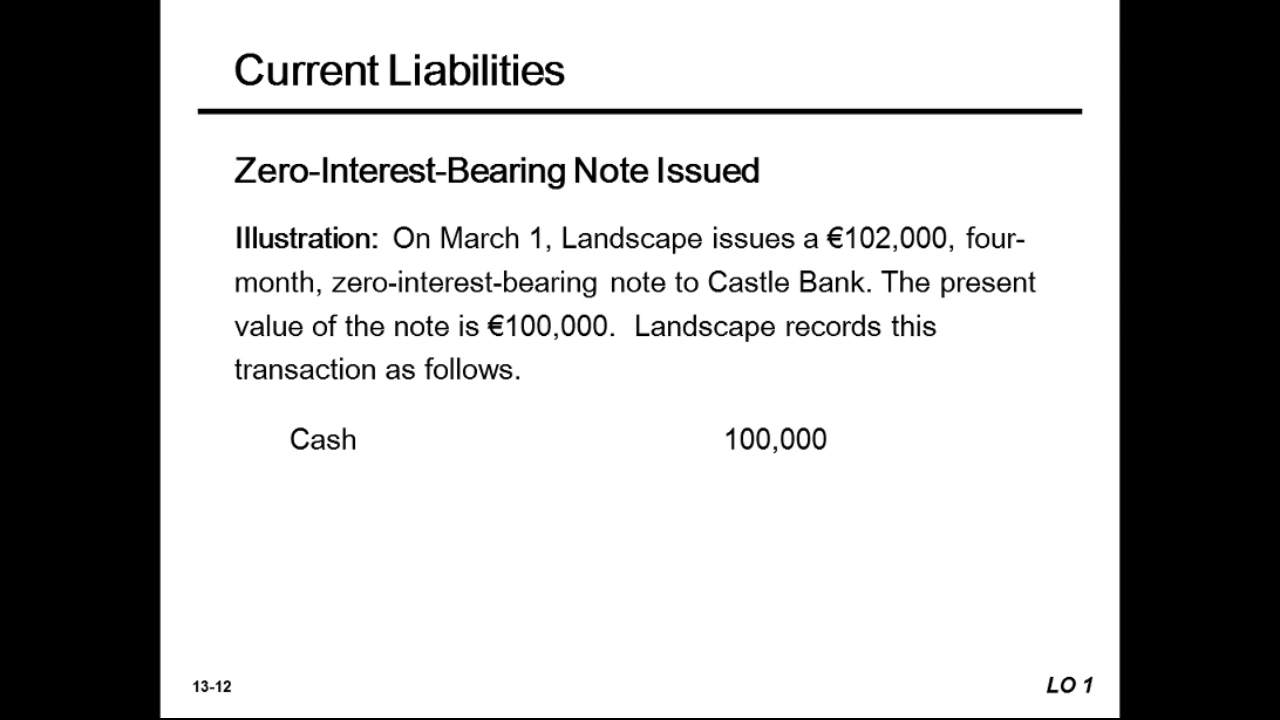 Current Liabilities
Zero-Interest-Bearing Note Issued
Illustration: On March 1, Landscape issues a €102,000, four-
month, zero-interest-bearing note to Castle Bank. The present
value of the note is €100,000. Landscape records this
transaction as follows.
Cash 100,000
13-12 LO 1